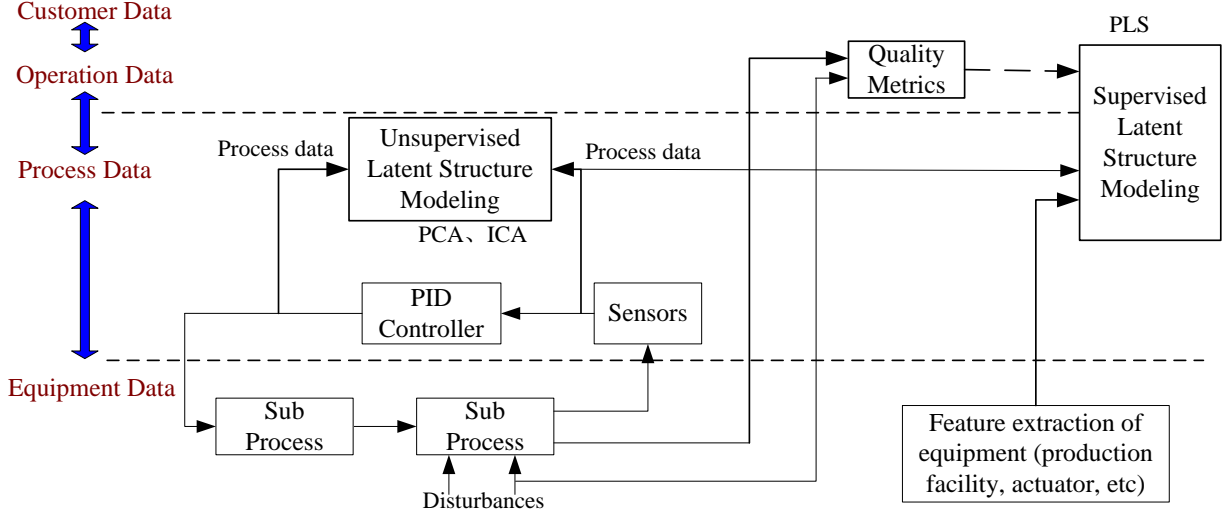 Customer Data
PLS
Operation Data
Quality
Metrics
Supervised
Latent
Structure
Modeling
Process data
Unsupervised
Latent Structure
Modeling
Process data
Process Data
PCA、ICA
PID
Controller
Sensors
Equipment Data
Sub
Process
Sub
Process
Feature extraction of
equipment (production
facility, actuator, etc)
Disturbances